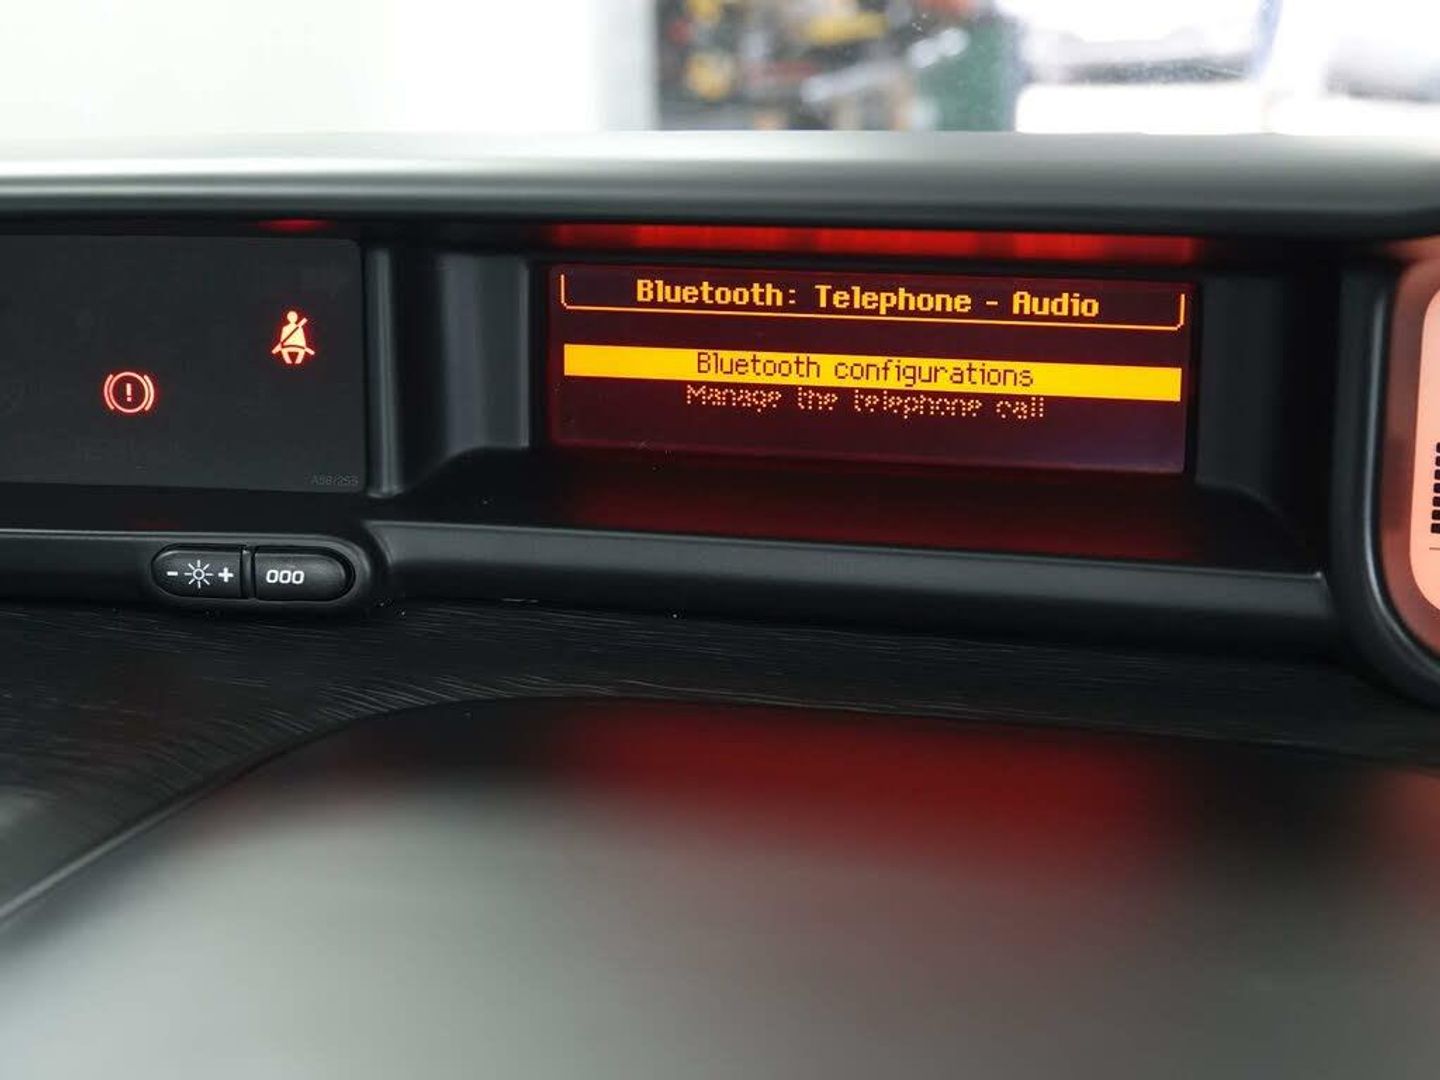 Bluetooth: Telephone - Audio
Bluetooth configurations
Manage the telephone call
- +
000